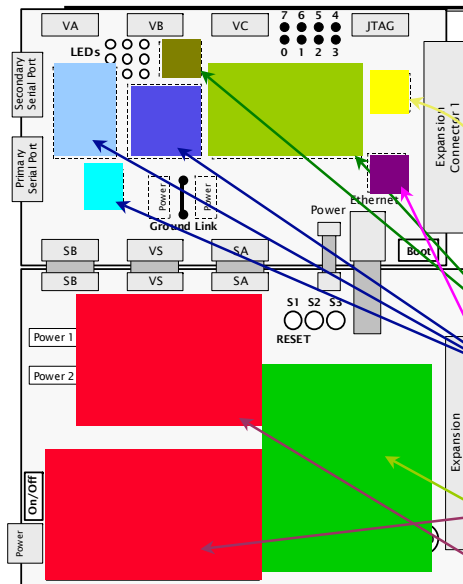 VA VB VC JTAG
7 6 5 4
0 1 2 3
LEDs
Secondary
Serial Port
Primary
Serial Port
Expansion
Connector 1
Power
Power
Ethernet
Ground Link
Power
Boot
SB VS SA
SB VS SA
S1 S2 S3
RESET
Power 1
Power 2
Expansion
On/Off
Power